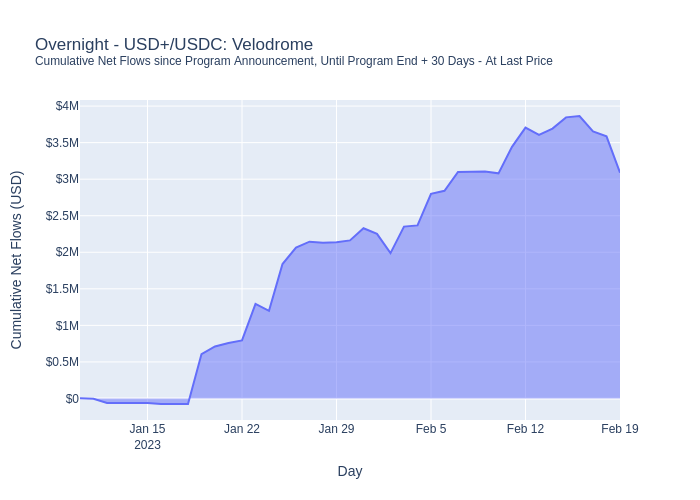 Overnight - USD+/USDC: Velodrome
Cumulative Net Flows since Program Announcement, Until Program End + 30 Days - At Last Price
Cumulative Net Flows (USD)
$4M
$3.5M
$3M
$2.5M
$2M
$1.5M
$1M
$0.5M
$0
Jan 15
2023
Jan 22
Jan 29
Feb 5
Feb 12
Feb 19
Day